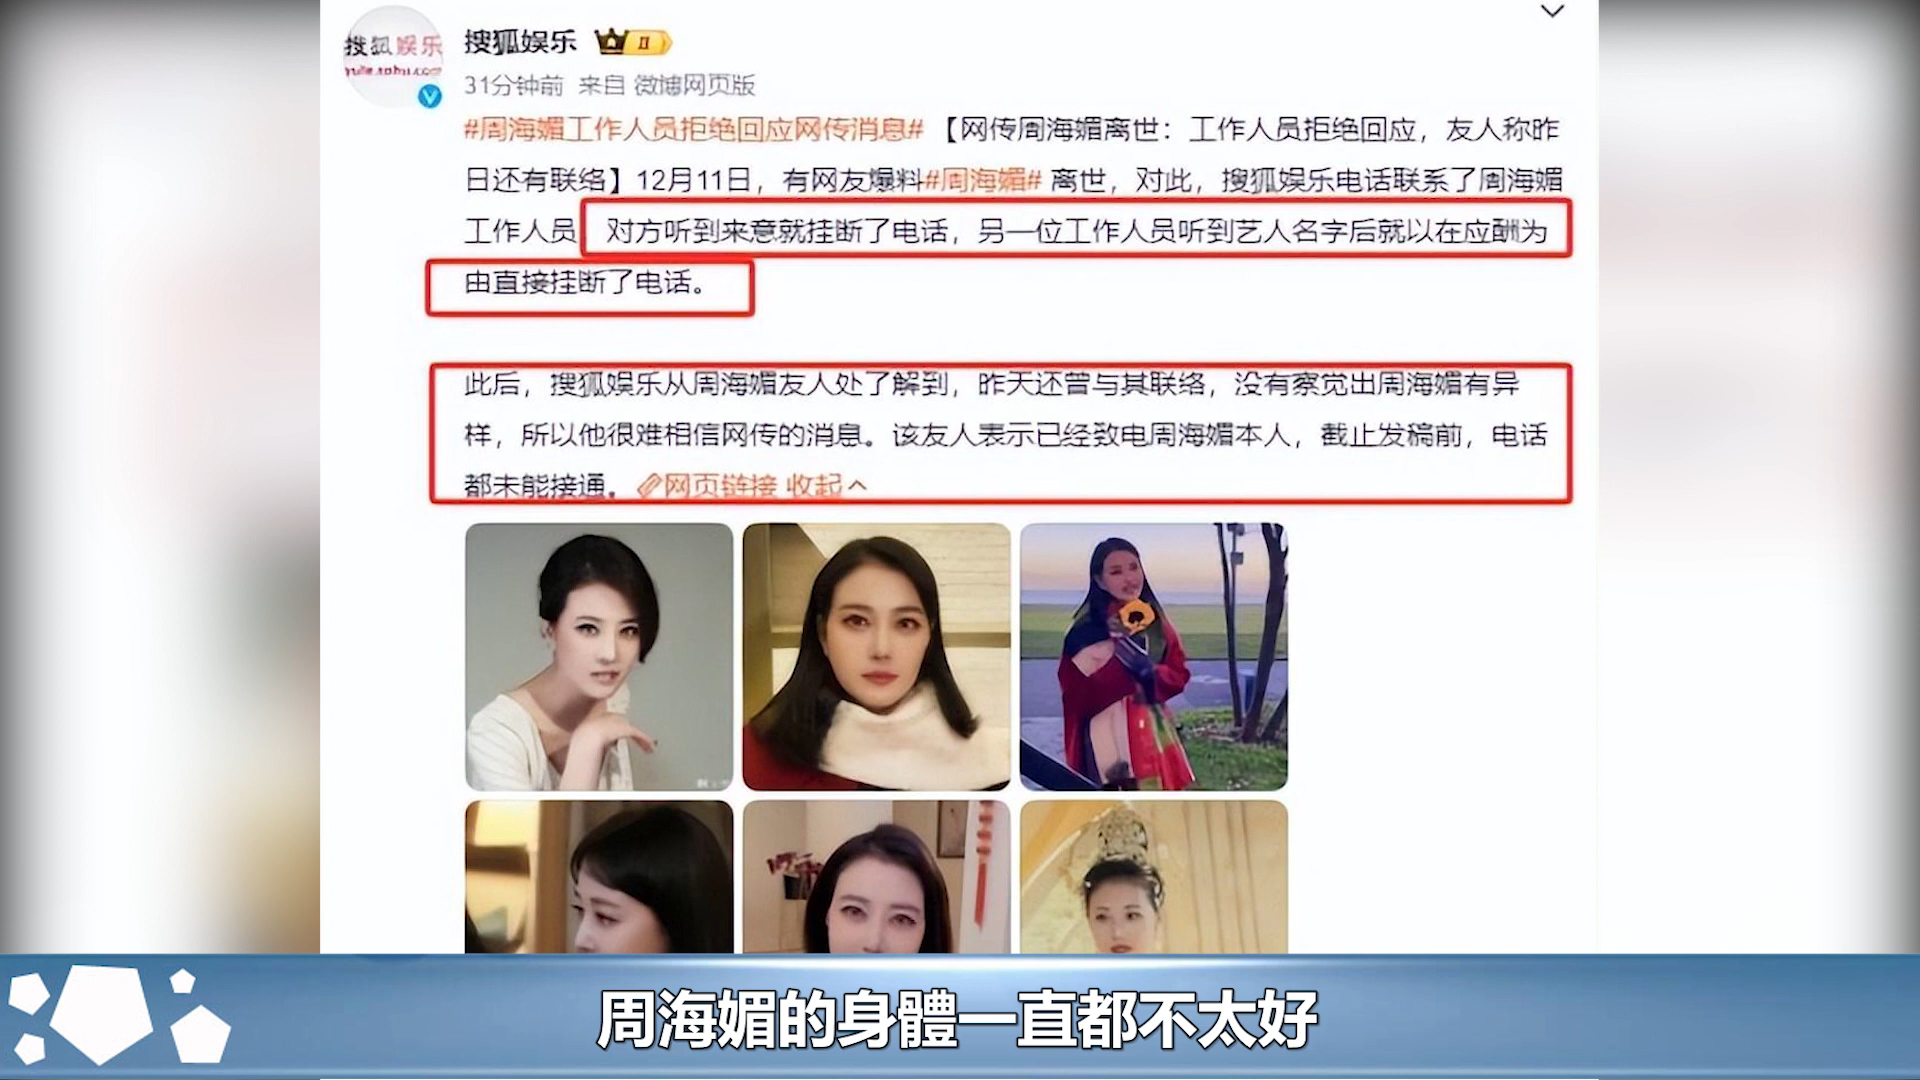 搜狐娱乐
yule.sohu.com
搜狐娱乐 II
31分钟前 来自 微博网页版
#周海媚工作人员拒绝回应网传消息#【网传周海媚离世：工作人员拒绝回应，友人称昨
日还有联络】12月11日，有网友爆料#周海媚# 离世，对此，搜狐娱乐电话联系了周海媚
工作人员 对方听到来意就挂断了电话，另一位工作人员听到艺人名字后就以在应酬为
由直接挂断了电话。
此后，搜狐娱乐从周海媚友人处了解到，昨天还曾与其联络，没有察觉出周海媚有异
样，所以他很难相信网传的消息。该友人表示已经致电周海媚本人，截止发稿前，电话
都未能接通。 网页链接 收起
周海媚的身體一直都不太好